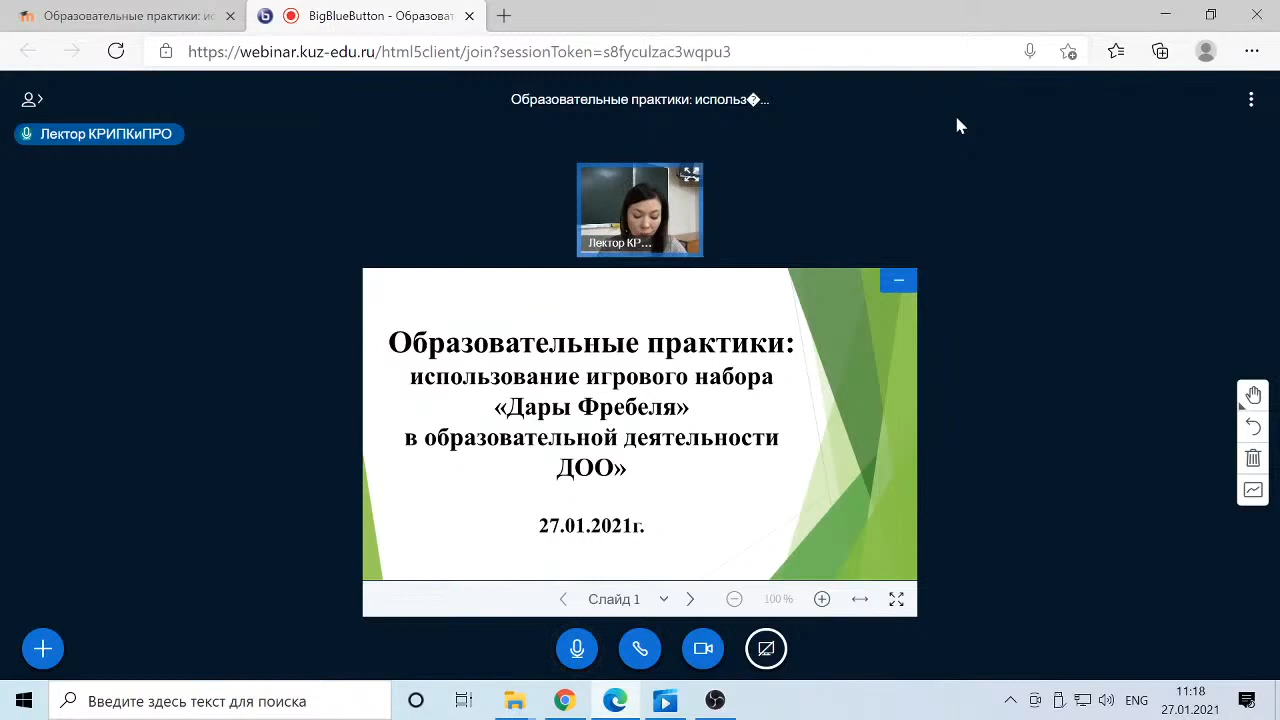 Образовательные практики: ис
BigBlueButton - Образоват
https://webinar.kuz-edu.ru/html5client/join?sessionToken=s8fyculzac3wqpu3
Образовательные практики: использ�...
Лектор КРИПКиПРО
Лектор КР...
Образовательные практики:
использование игрового набора
«Дары Фребеля»
в образовательной деятельности
ДОО»
27.01.2021г.
Слайд 1
100 %
Введите здесь текст для поиска
ENG
11:18
27.01.2021